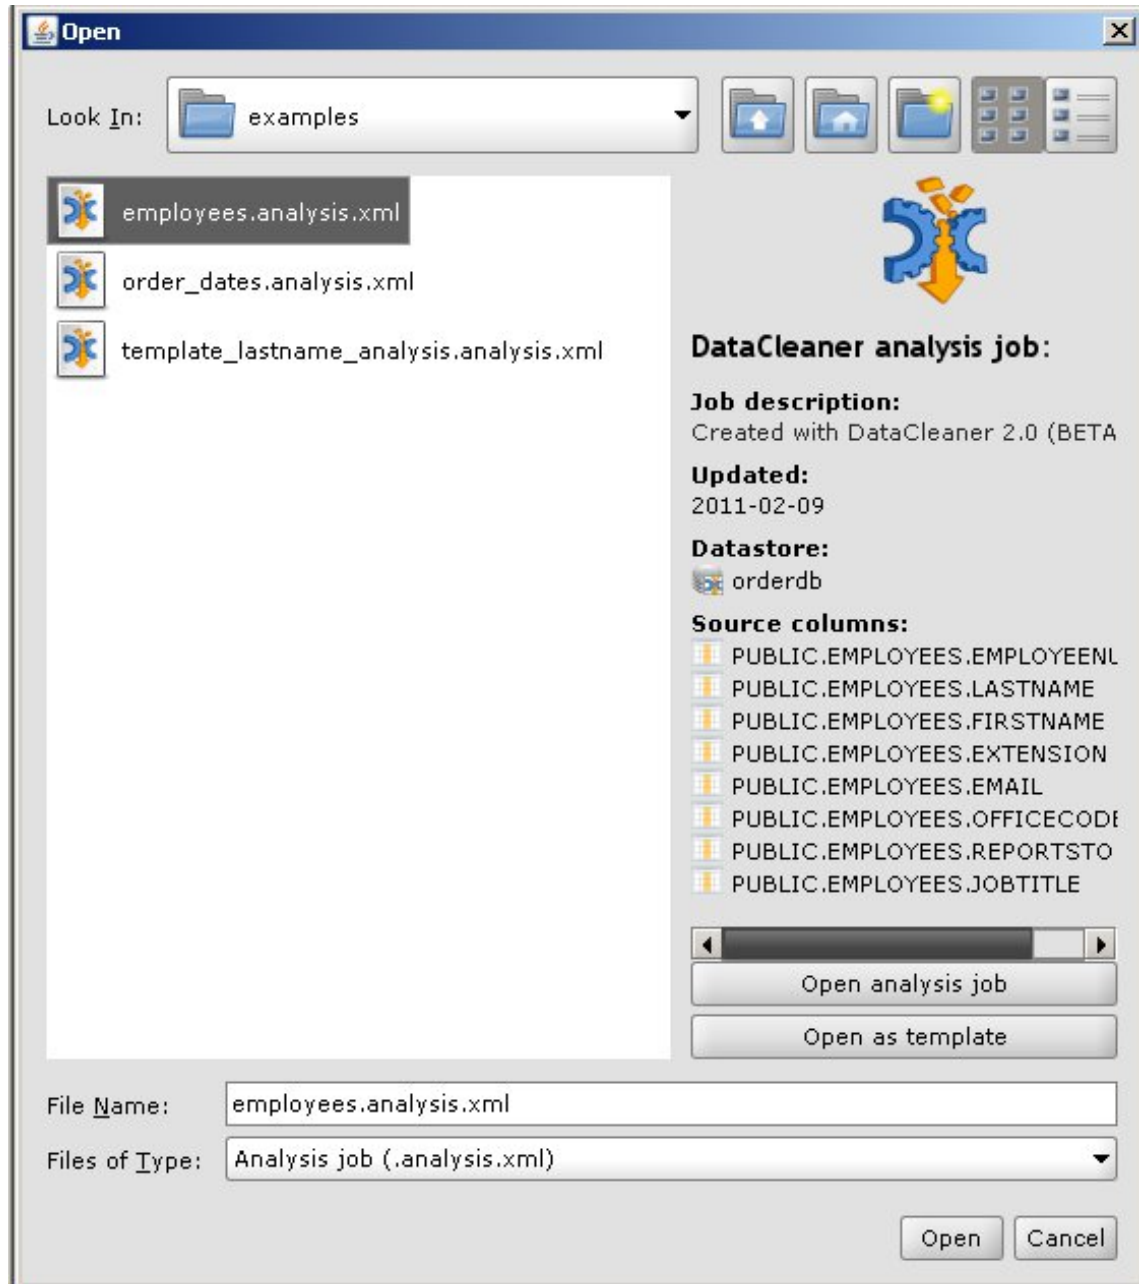 Open
Look In:
examples
employees.analysis.xml
order_dates.analysis.xml
template_lastname_analysis.analysis.xml
DataCleaner analysis job:
Job description:
Created with DataCleaner 2.0 (BETA
Updated:
2011-02-09
Datastore:
orderdb
Source columns:
PUBLIC.EMPLOYEES.EMPLOYEENU
PUBLIC.EMPLOYEES.LASTNAME
PUBLIC.EMPLOYEES.FIRSTNAME
PUBLIC.EMPLOYEES.EXTENSION
PUBLIC.EMPLOYEES.EMAIL
PUBLIC.EMPLOYEES.OFFICECODE
PUBLIC.EMPLOYEES.REPORTSTO
PUBLIC.EMPLOYEES.JOBTITLE
Open analysis job
Open as template
File Name:
employees.analysis.xml
Files of Type:
Analysis job (.analysis.xml)
Open
Cancel